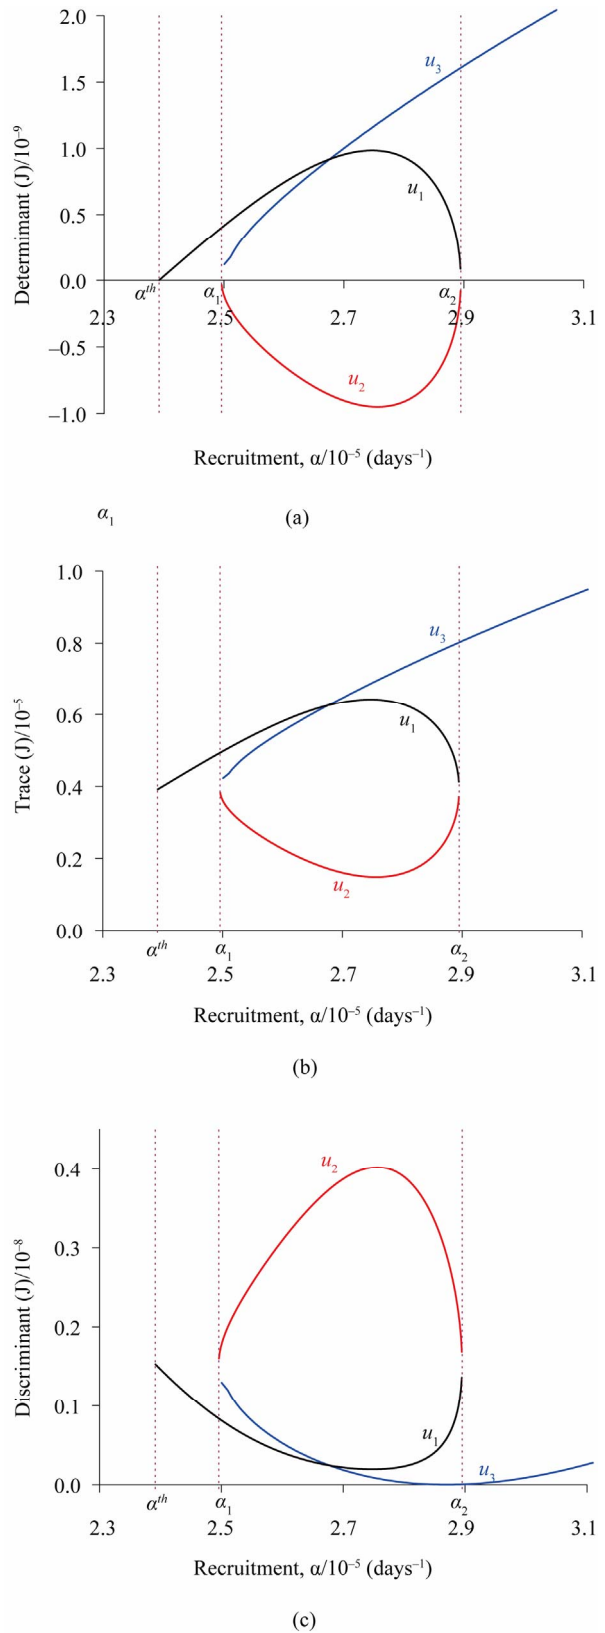 2.0
u3
1.5
1.0
u1
0.5
Determimant (J)/10–9
0.0
αth α1 α2
2.3 2.5 2.7 2.9 3.1
–0.5
u2
–1.0
Recruitment, α/10–5 (days–1)
α1 (a)
1.0
u3
0.8
0.6
u1
Trace (J)/10–5
0.4
0.2
u2
0.0
αth α1 α2
2.3 2.5 2.7 2.9 3.1
Recruitment, α/10–5 (days–1)
(b)
u2
0.4
0.3
Discriminant (J)/10–8
0.2
0.1
u1
u3
0.0
αth α1 α2
2.3 2.5 2.7 2.9 3.1
Recruitment, α/10–5 (days–1)
(c)